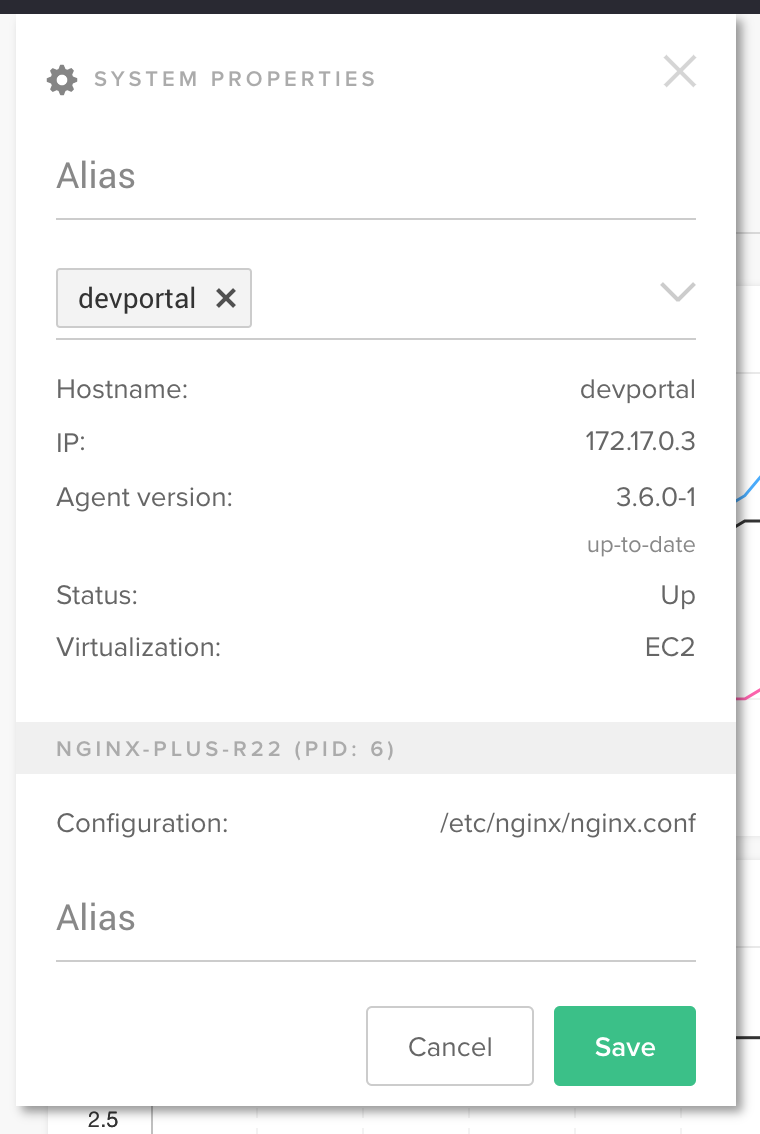 SYSTEM PROPERTIES
Alias
devportal
Hostname: devportal
IP: 172.17.0.3
Agent version: 3.6.0-1
up-to-date
Status: Up
Virtualization: EC2
NGINX-PLUS-R22 (PID: 6)
Configuration: /etc/nginx/nginx.conf
Alias
Cancel Save
2.5